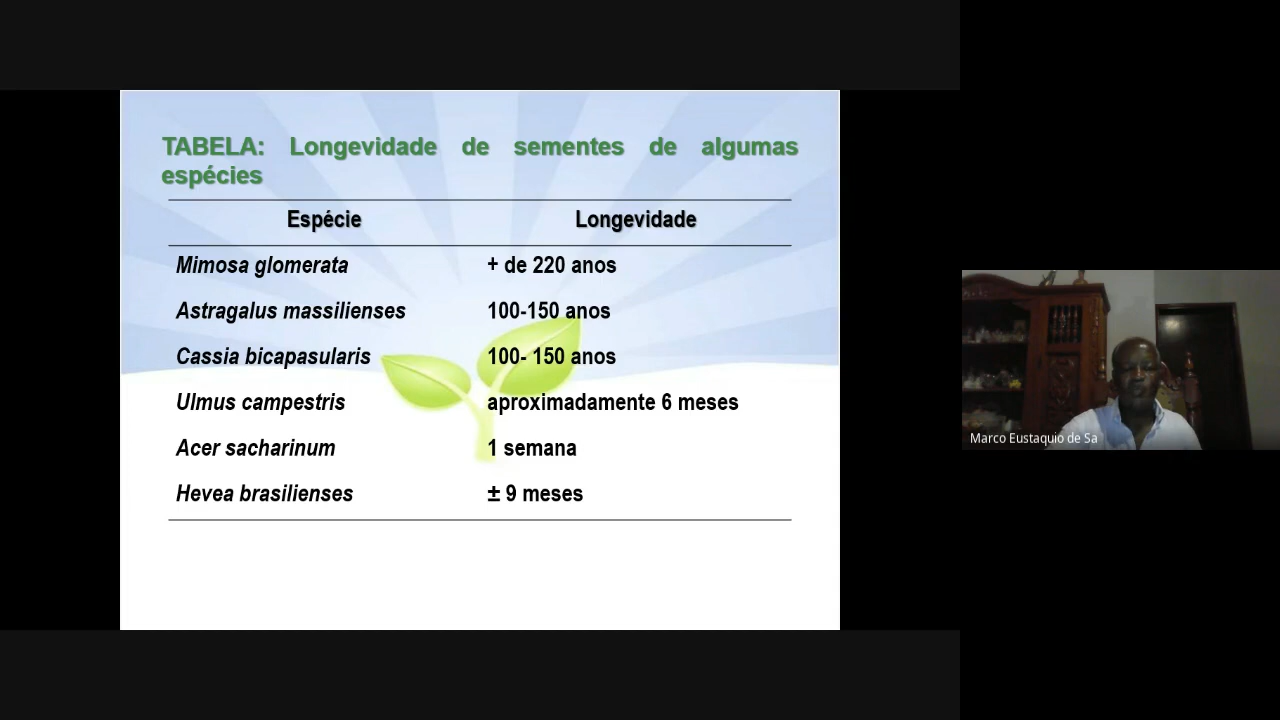 TABELA: Longevidade de sementes de algumas
espécies
Espécie Longevidade
Mimosa glomerata + de 220 anos
Astragalus massilienses 100-150 anos
Cassia bicapasularis 100- 150 anos
Ulmus campestris aproximadamente 6 meses
Acer sacharinum 1 semana
Hevea brasilienses ± 9 meses
Marco Eustaquio de Sa